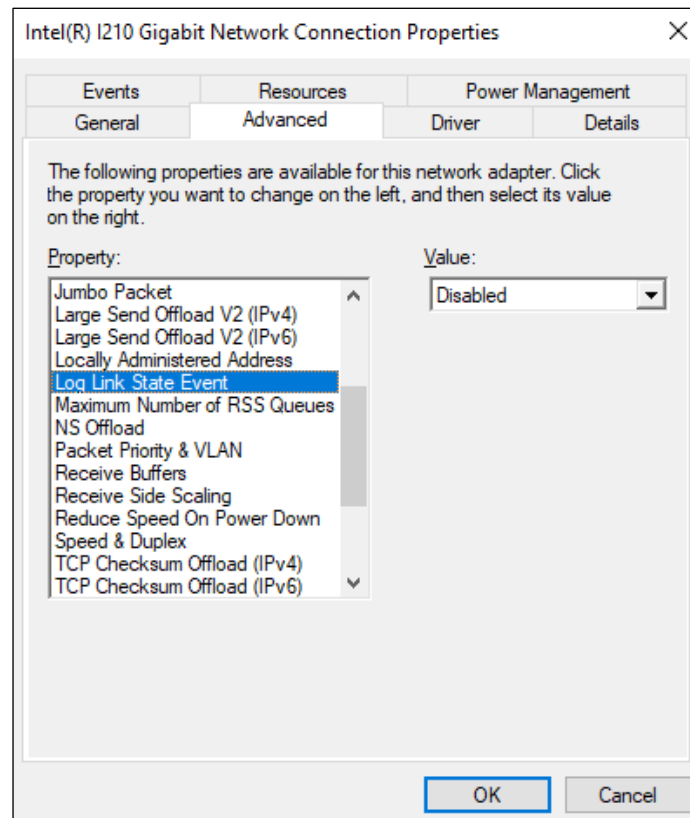 Intel(R) I210 Gigabit Network Connection Properties
Events Resources Power Management
General Advanced Driver Details
The following properties are available for this network adapter. Click
the property you want to change on the left, and then select its value
on the right.
Property:
Jumbo Packet
Large Send Offload V2 (IPv4)
Large Send Offload V2 (IPv6)
Locally Administered Address
Log Link State Event
Maximum Number of RSS Queues
NS Offload
Packet Priority & VLAN
Receive Buffers
Receive Side Scaling
Reduce Speed On Power Down
Speed & Duplex
TCP Checksum Offload (IPv4)
TCP Checksum Offload (IPv6)
Value:
Disabled
OK Cancel